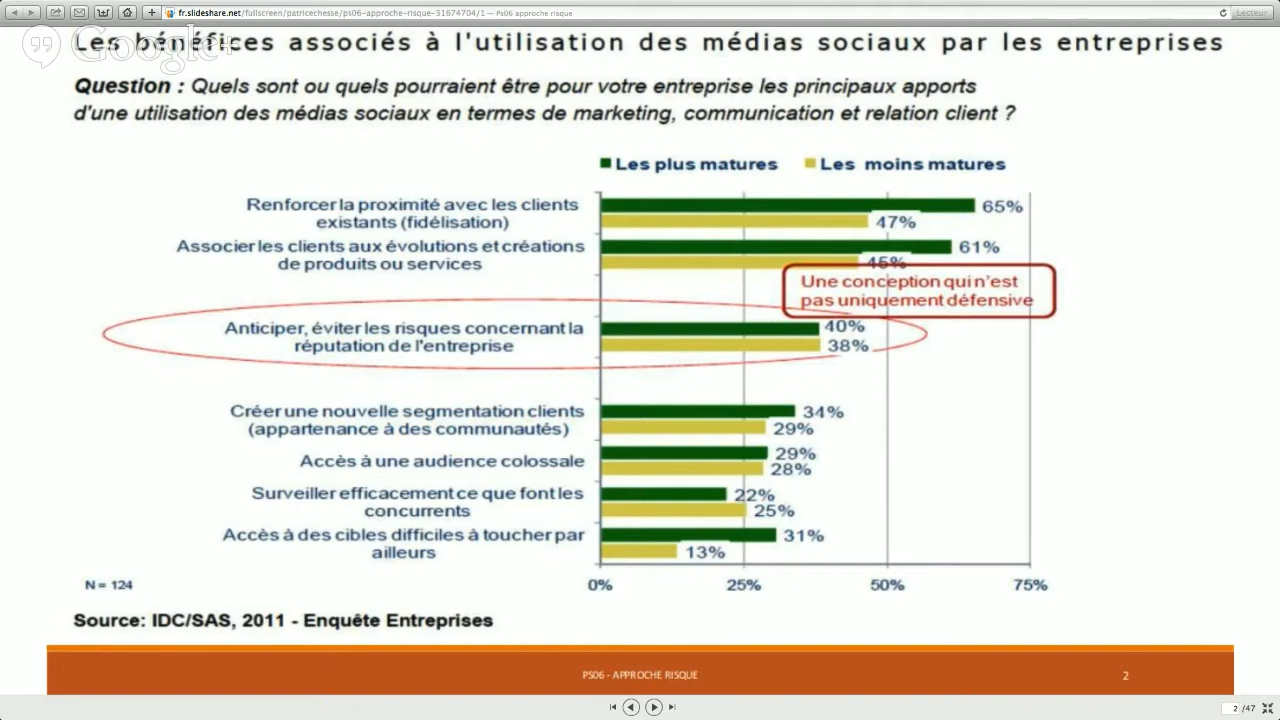 fr.slideshare.net/fullscreen/patricechesse/ps06-approche-risque-31674704/1 — Ps06 approche risque
Lecteur
Google+
Les bénéfices associés à l'utilisation des médias sociaux par les entreprises
Question : Quels sont ou quels pourraient être pour votre entreprise les principaux apports
d'une utilisation des médias sociaux en termes de marketing, communication et relation client ?
Les plus matures Les moins matures
Renforcer la proximité avec les clients
existants (fidélisation)
65%
47%
Associer les clients aux évolutions et créations
de produits ou services
61%
45%
Une conception qui n'est
pas uniquement défensive
Anticiper, éviter les risques concernant la
réputation de l'entreprise
40%
38%
Créer une nouvelle segmentation clients
(appartenance à des communautés)
34%
29%
Accès à une audience colossale
29%
28%
Surveiller efficacement ce que font les
concurrents
22%
25%
Accès à des cibles difficiles à toucher par
ailleurs
31%
13%
N = 124
0% 25% 50% 75%
Source: IDC/SAS, 2011 - Enquête Entreprises
PS06 - APPROCHE RISQUE 2
2 /47